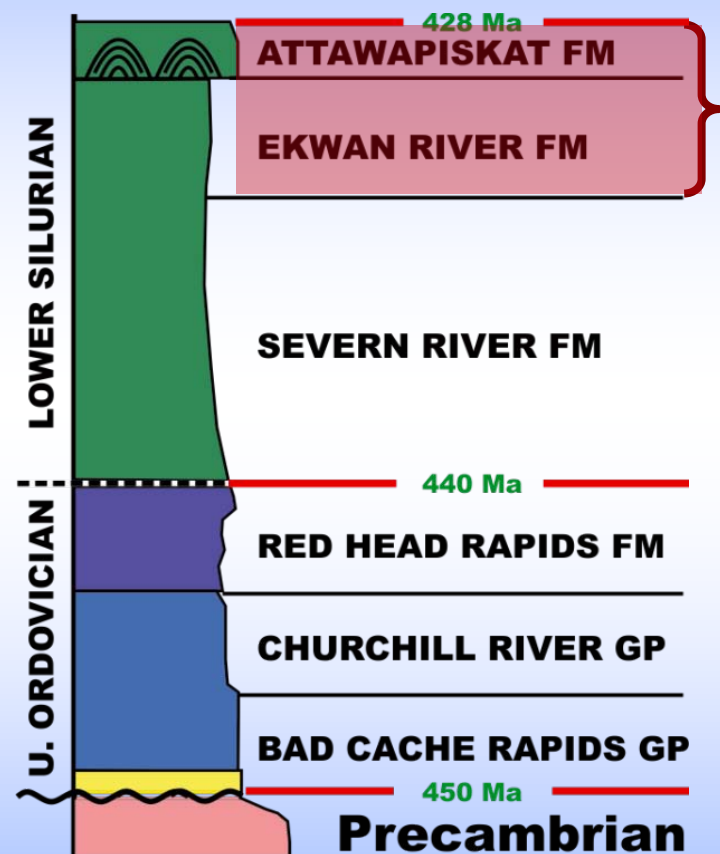 428 Ma
ATTAWAPISKAT FM
EKWAN RIVER FM
LOWER SILURIAN
SEVERN RIVER FM
440 Ma
RED HEAD RAPIDS FM
U. ORDOVICIAN
CHURCHILL RIVER GP
BAD CACHE RAPIDS GP
450 Ma
Precambrian